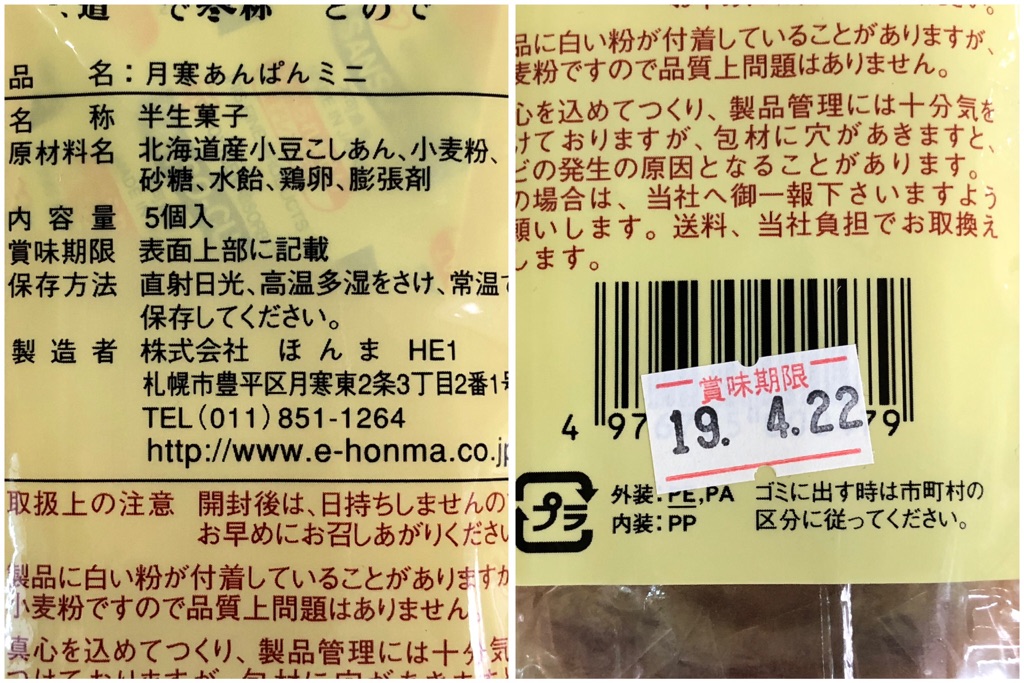 品 名：月寒あんぱんミニ
名 称 半生菓子
原材料名 北海道産小豆こしあん、小麦粉、
砂糖、水飴、鶏卵、膨張剤
内容量 5個入
賞味期限 表面上部に記載
保存方法 直射日光、高温多湿をさけ、常温で
保存してください。
製造者 株式会社 ほんま HE1
札幌市豊平区月寒東2条3丁目2番1号
TEL（011）851-1264
http://www.e-honma.co.jp
取扱上の注意 開封後は、日持ちしませんの
お早めにお召しあがりくださ
製品に白い粉が付着していることがありますが
小麦粉ですので品質上問題はありません
真心を込めてつくり、製品管理には十分気
品に白い粉が付着していることがありますが、
麦粉ですので品質上問題はありません。
心を込めてつくり、製品管理には十分気を
けておりますが、包材に穴があきますと、
どの発生の原因となることがあります。
の場合は、当社へ御一報下さいますよう
願いします。送料、当社負担でお取換え
します。
賞味期限
19. 4.22
4 97 79
プラ
外装：PE,PA
内装：PP
ゴミに出す時は市町村の
区分に従ってください。